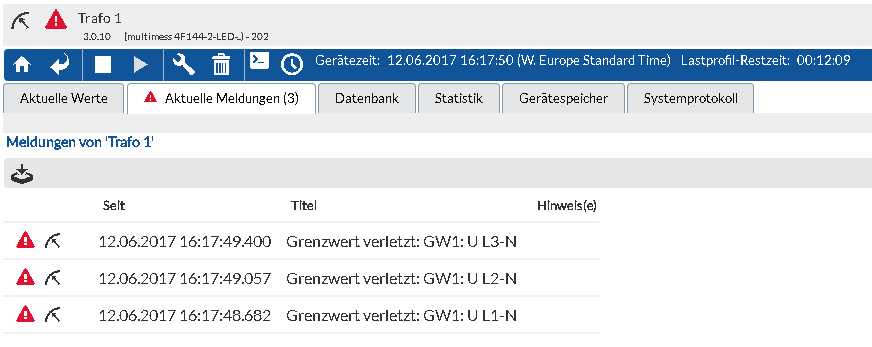 Trafo 1
3.0.10 (multimess 4F144-2-LED-..) - 202
Gerätezeit: 12.06.2017 16:17:50 (W. Europe Standard Time) Lastprofil-Restzeit: 00:12:09
Aktuelle Werte Aktuelle Meldungen (3) Datenbank Statistik Gerätespeicher Systemprotokoll
Meldungen von 'Trafo 1'
Seit Titel Hinweis(e)
12.06.2017 16:17:49.400 Grenzwert verletzt: GW1: U L3-N
12.06.2017 16:17:49.057 Grenzwert verletzt: GW1: U L2-N
12.06.2017 16:17:48.682 Grenzwert verletzt: GW1: U L1-N